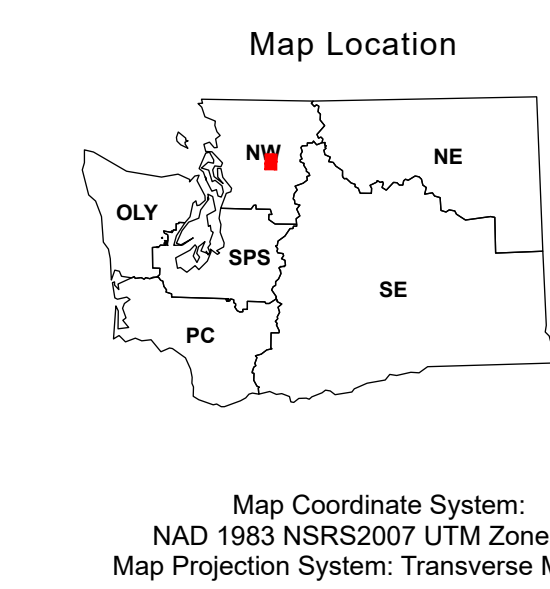 Map Location
NW
NE
OLY
SPS
SE
PC
Map Coordinate System:
NAD 1983 NSRS2007 UTM Zone
Map Projection System: Transverse M